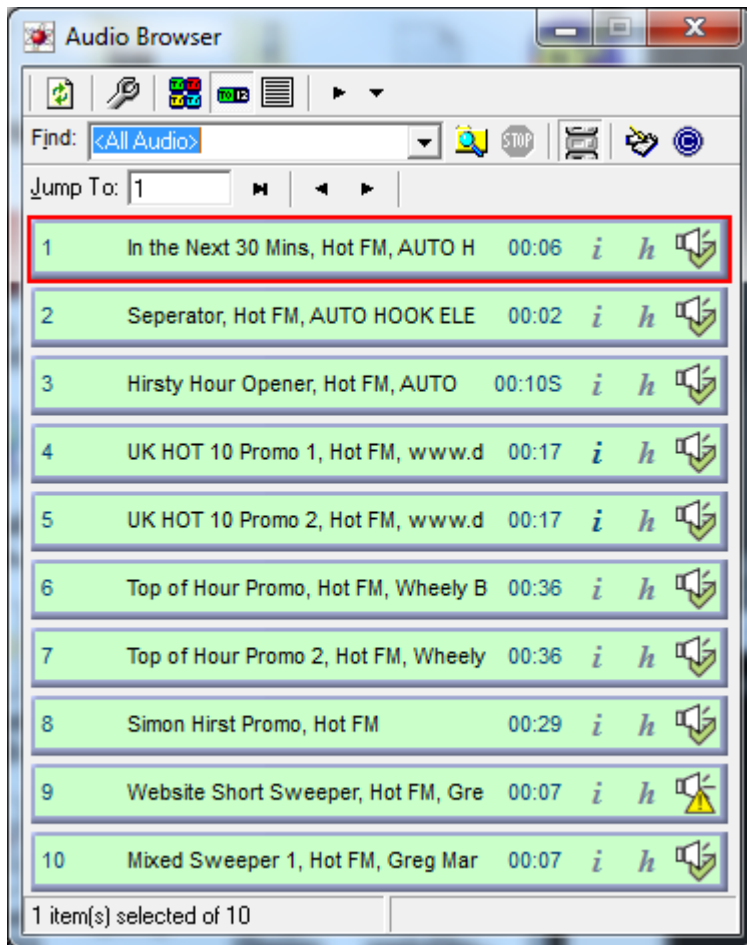 Audio Browser
Find: <All Audio> STOP
Jump To: 1
1 In the Next 30 Mins, Hot FM, AUTO H 00:06 i h
2 Seperator, Hot FM, AUTO HOOK ELE 00:02 i h
3 Hirsty Hour Opener, Hot FM, AUTO 00:10S i h
4 UK HOT 10 Promo 1, Hot FM, www.d 00:17 i h
5 UK HOT 10 Promo 2, Hot FM, www.d 00:17 i h
6 Top of Hour Promo, Hot FM, Wheely B 00:36 i h
7 Top of Hour Promo 2, Hot FM, Wheely 00:36 i h
8 Simon Hirst Promo, Hot FM 00:29 i h
9 Website Short Sweeper, Hot FM, Gre 00:07 i h
10 Mixed Sweeper 1, Hot FM, Greg Mar 00:07 i h
1 item(s) selected of 10